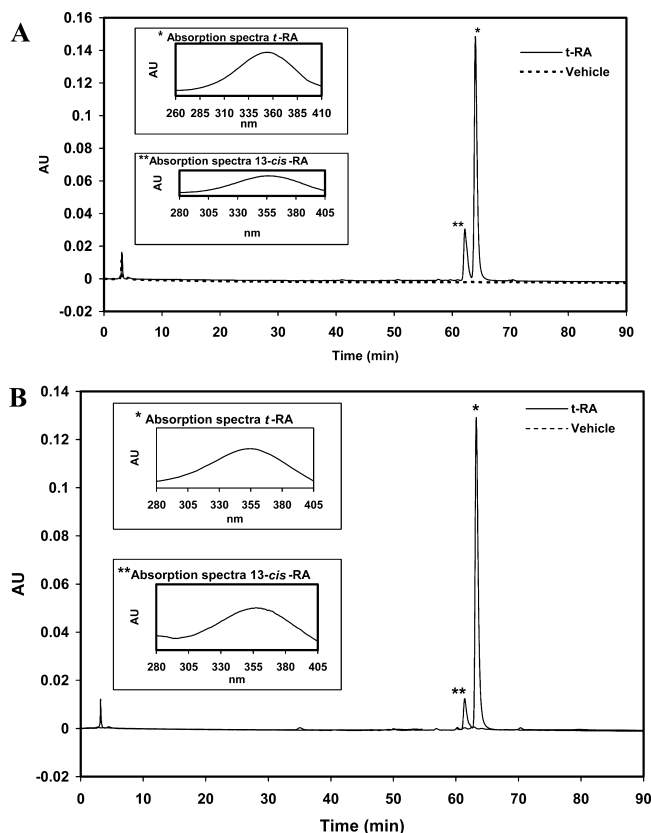 A
0.16
0.14
0.12
0.1
0.08
0.06
0.04
0.02
0
-0.02
AU
* Absorption spectra t-RA
AU
260 285 310 335 360 385 410
nm
**Absorption spectra 13-cis-RA
AU
280 305 330 355 380 405
nm
*
**
t-RA
Vehicle
0 10 20 30 40 50 60 70 80 90
Time (min)
B
0.14
0.12
0.1
0.08
0.06
0.04
0.02
0
-0.02
AU
* Absorption spectra t-RA
AU
280 305 330 355 380 405
nm
**Absorption spectra 13-cis-RA
AU
280 305 330 355 380 405
nm
*
**
t-RA
Vehicle
0 10 20 30 40 50 60 70 80 90
Time (min)